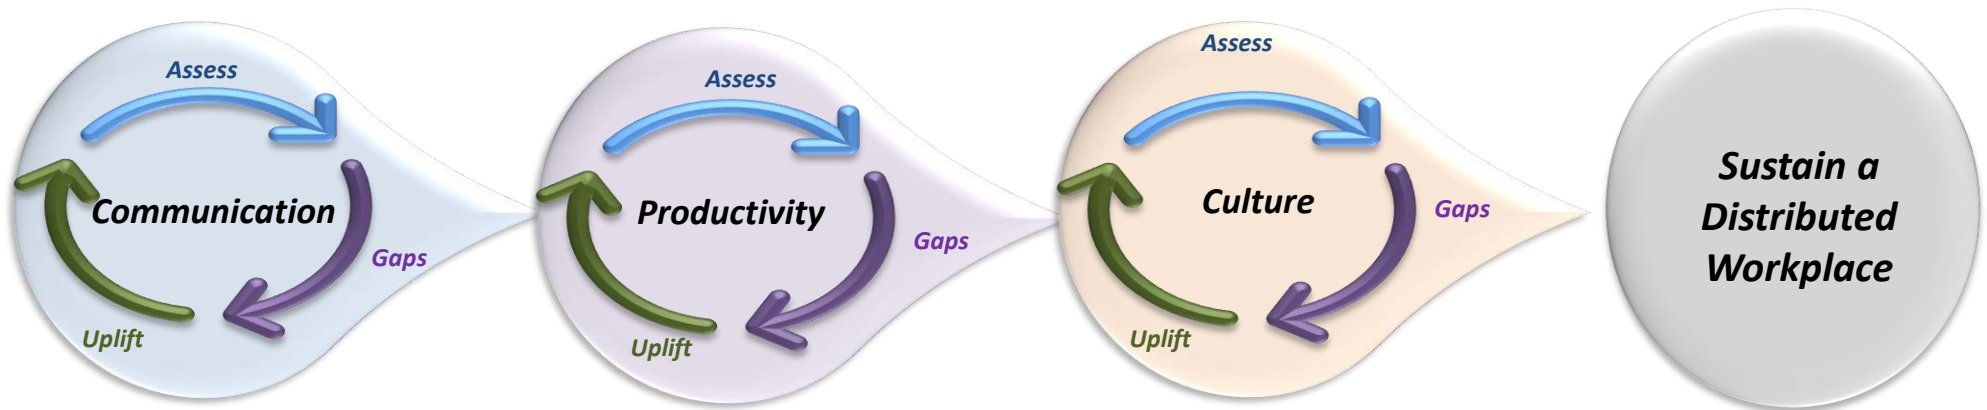 Assess
Communication
Gaps
Uplift
Assess
Productivity
Gaps
Uplift
Assess
Culture
Gaps
Uplift
Sustain a
Distributed
Workplace